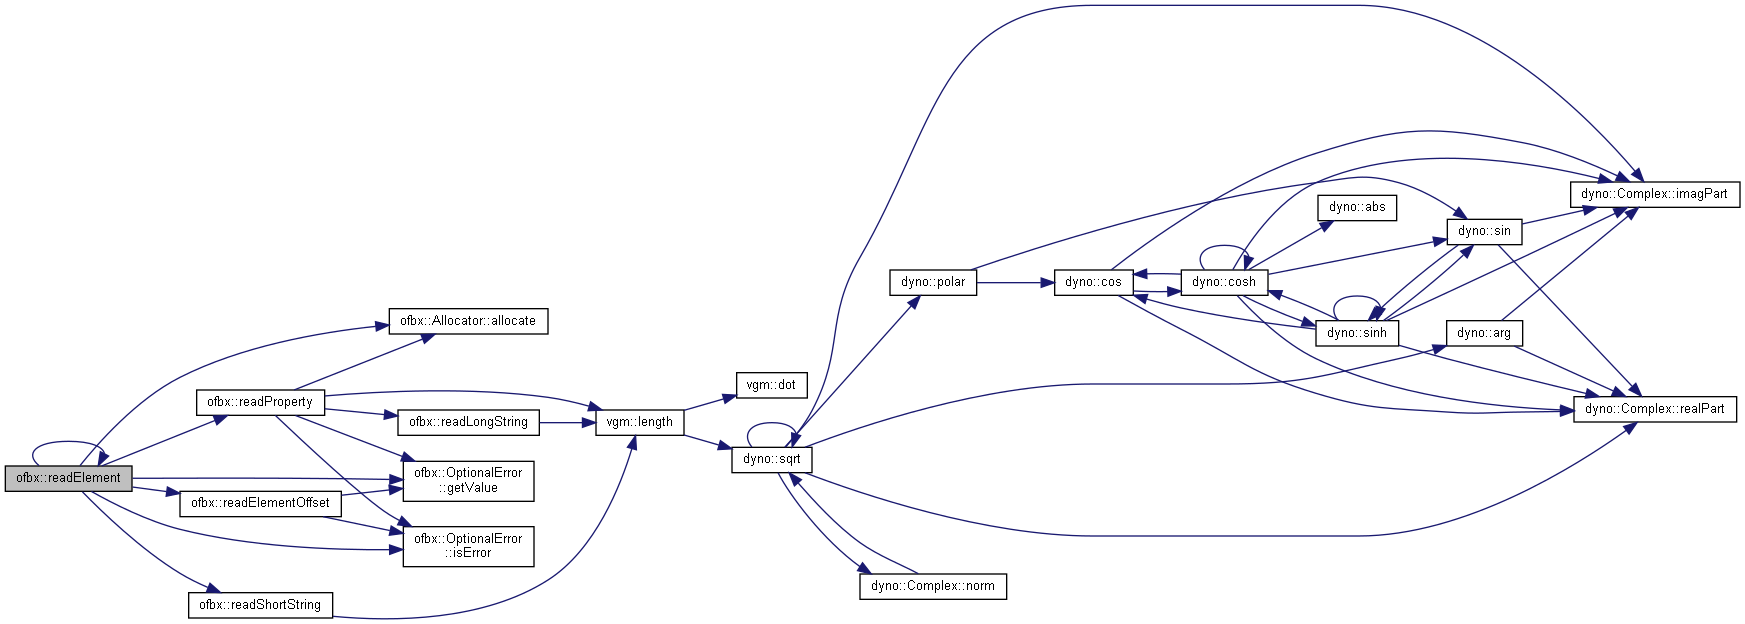 ofbx::readElement
ofbx::Allocator::allocate
ofbx::readProperty
ofbx::readLongString
ofbx::OptionalError
::getValue
ofbx::readElementOffset
ofbx::OptionalError
::isError
ofbx::readShortString
vgm::length
vgm::dot
dyno::sqrt
dyno::polar
dyno::Complex::norm
dyno::cos
dyno::cosh
dyno::abs
dyno::sinh
dyno::sin
dyno::arg
dyno::Complex::imagPart
dyno::Complex::realPart